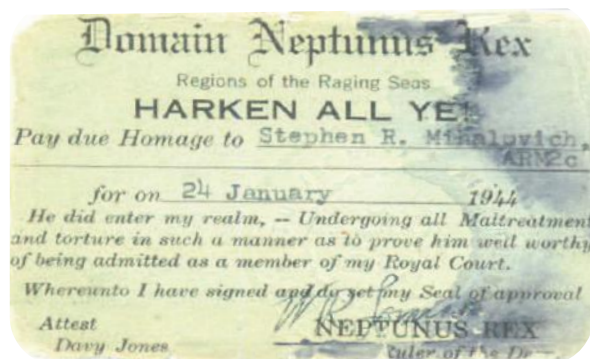 Domain Neptunus Rex
Regions of the Raging Seas
HARKEN ALL YE!
Pay due Homage to Stephen R. Mihalovich,
ARM2c
for on 24 January 1944
He did enter my realm, -- Undergoing all Maltreatment
and torture in such a manner as to prove him well worthy
of being admitted as a member of my Royal Court.
Whereunto I have signed and do set my Seal of approval
Attest NEPTUNUS REX
Davy Jones Ruler of the